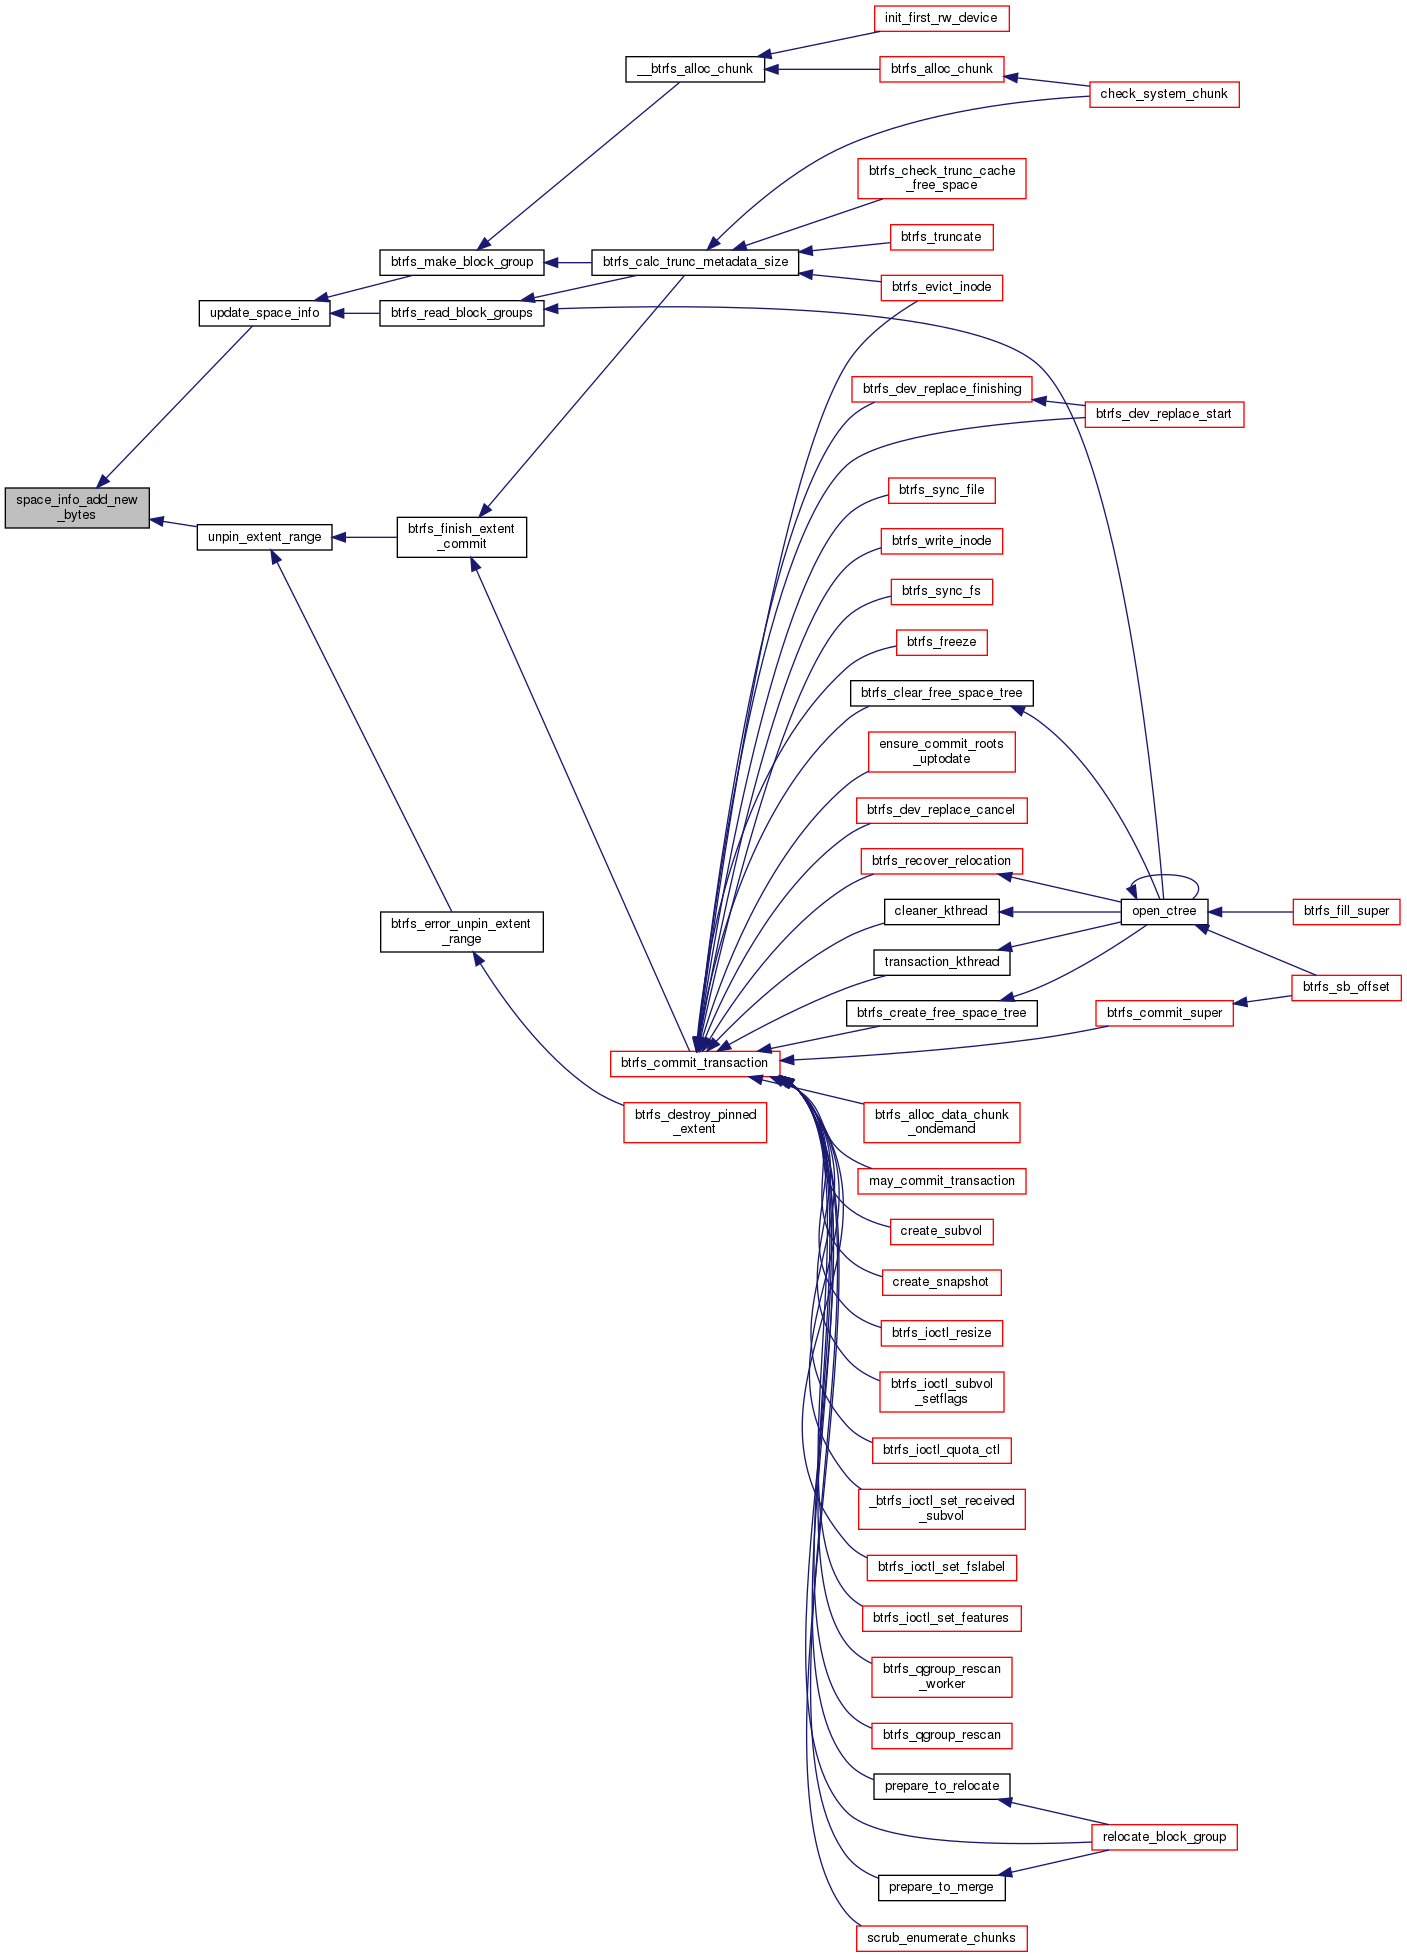 init_first_rw_device
__btrfs_alloc_chunk
btrfs_alloc_chunk
check_system_chunk
btrfs_check_trunc_cache
_free_space
btrfs_truncate
btrfs_make_block_group
btrfs_calc_trunc_metadata_size
btrfs_evict_inode
update_space_info
btrfs_read_block_groups
btrfs_dev_replace_finishing
btrfs_dev_replace_start
btrfs_sync_file
space_info_add_new
_bytes
unpin_extent_range
btrfs_finish_extent
_commit
btrfs_write_inode
btrfs_sync_fs
btrfs_freeze
btrfs_clear_free_space_tree
ensure_commit_roots
_uptodate
btrfs_dev_replace_cancel
btrfs_recover_relocation
cleaner_kthread
open_ctree
btrfs_fill_super
btrfs_error_unpin_extent
_range
transaction_kthread
btrfs_sb_offset
btrfs_create_free_space_tree
btrfs_commit_super
btrfs_commit_transaction
btrfs_destroy_pinned
_extent
btrfs_alloc_data_chunk
_ondemand
may_commit_transaction
create_subvol
create_snapshot
btrfs_ioctl_resize
btrfs_ioctl_subvol
_setflags
btrfs_ioctl_quota_ctl
_btrfs_ioctl_set_received
_subvol
btrfs_ioctl_set_fslabel
btrfs_ioctl_set_features
btrfs_qgroup_rescan
_worker
btrfs_qgroup_rescan
prepare_to_relocate
relocate_block_group
prepare_to_merge
scrub_enumerate_chunks